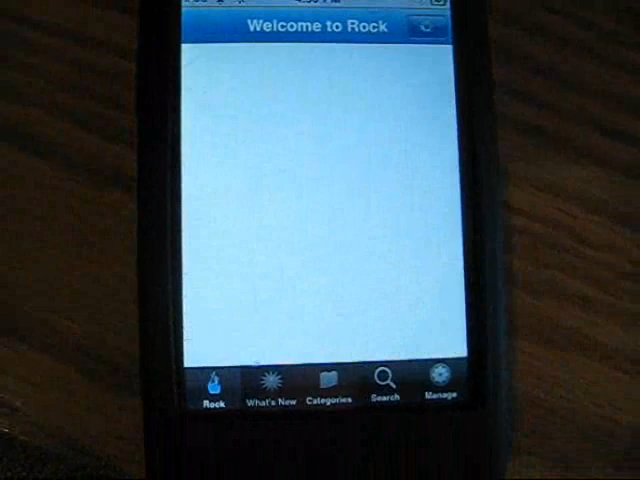 Welcome to Rock
Rock
What's New
Categories
Search
Manage